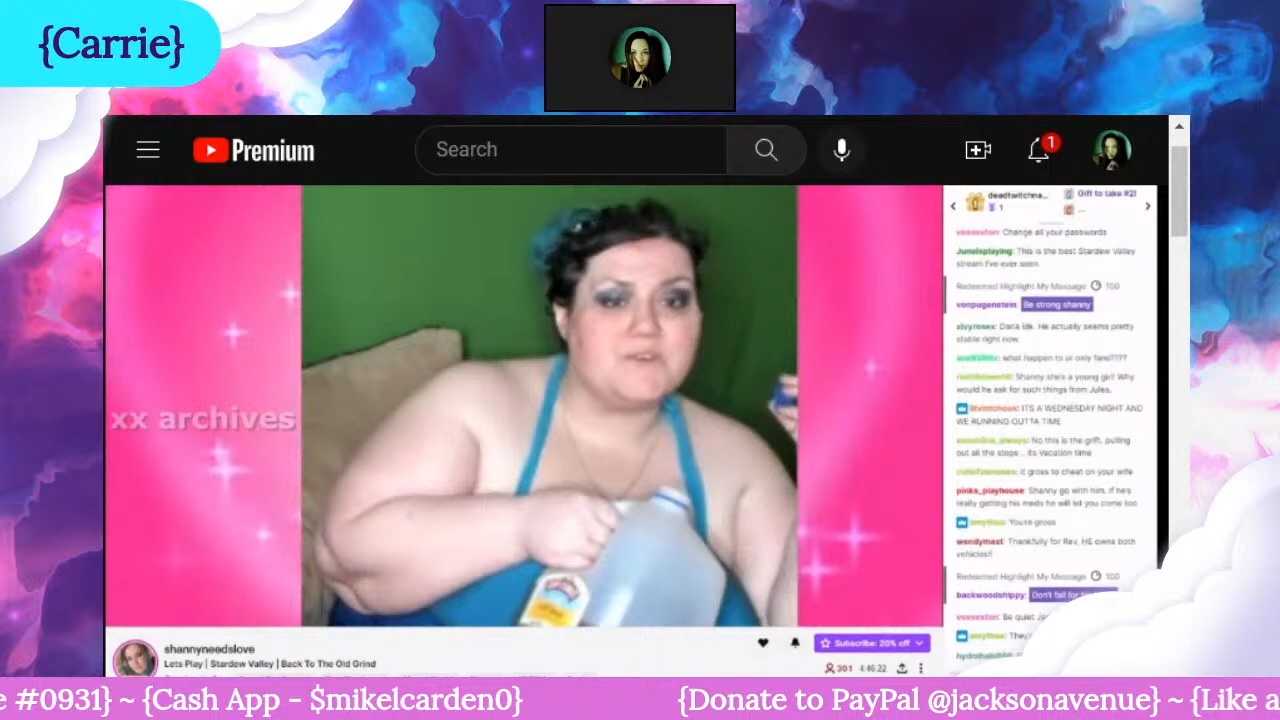 {Carrie}
Premium
Search
1
xx archives
deadtwitchna...
1
Gift to take #2!
...
veesexton: Change all your passwords
Juneisplaying: This is the best Stardew Valley
stream I've ever seen
Redeemed Highlight My Message 100
vonpugenstein: Be strong shanny
xivyrosex: Darla idk. He actually seems pretty
stable right now.
what happen to ur only fans????
Shanny she's a young girl! Why
would he ask for such things from Jules.
ITS A WEDNESDAY NIGHT AND
WE RUNNING OUTTA TIME
No this is the grift. pulling
out all the stops .. its Vacation time
it gross to cheat on your wife
pinks_playhouse: Shanny go with him. if he's
really getting his meds he will let you come too
You're gross
wendymast: Thankfully for Rev, HE owns both
vehicles!!
Redeemed Highlight My Message 100
backwoodshippy: Don't fall for
veesexton: Be quiet
They
shannyneedslove
Lets Play | Stardew Valley | Back To The Old Grind
Subscribe: 20% off
301 4:46:22
e #0931} ~ {Cash App - $mikelcarden0} {Donate to PayPal @jacksonavenue} ~ {Like a